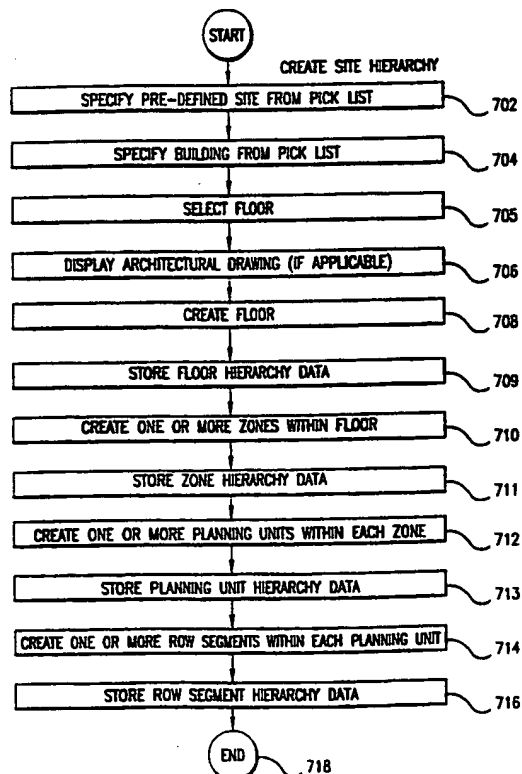 START
CREATE SITE HIERARCHY
SPECIFY PRE-DEFINED SITE FROM PICK LIST
702
SPECIFY BUILDING FROM PICK LIST
704
SELECT FLOOR
705
DISPLAY ARCHITECTURAL DRAWING (IF APPLICABLE)
706
CREATE FLOOR
708
STORE FLOOR HIERARCHY DATA
709
CREATE ONE OR MORE ZONES WITHIN FLOOR
710
STORE ZONE HIERARCHY DATA
711
CREATE ONE OR MORE PLANNING UNITS WITHIN EACH ZONE
712
STORE PLANNING UNIT HIERARCHY DATA
713
CREATE ONE OR MORE ROW SEGMENTS WITHIN EACH PLANNING UNIT
714
STORE ROW SEGMENT HIERARCHY DATA
716
END
718